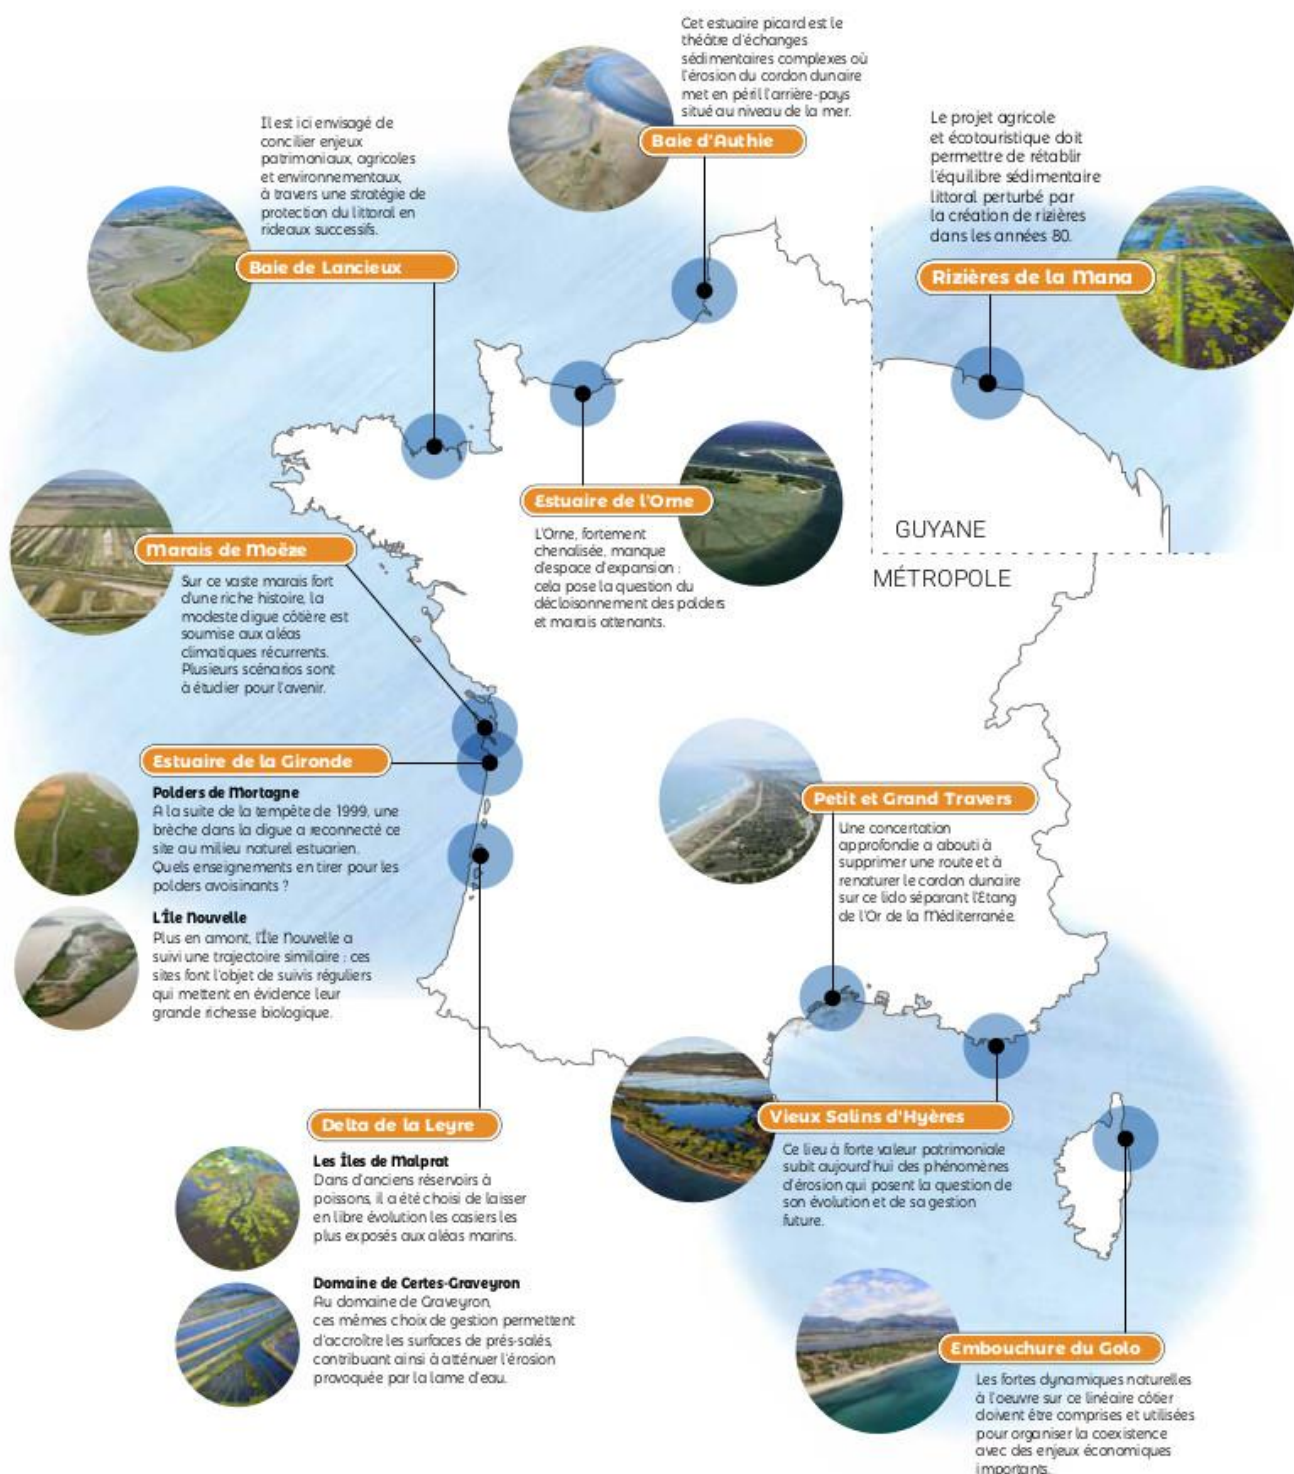 Cet estuaire picard est le
théâtre d'échanges
sédimentaires complexes où
l'érosion du cordon dunaire
met en péril l'arrière-pays
situé au niveau de la mer.
Baie d'Authie
Il est ici envisagé de
concilier enjeux
patrimoniaux, agricoles
et environnementaux,
à travers une stratégie de
protection du littoral en
rideaux successifs.
Baie de Lancieux
Le projet agricole
et écotouristique doit
permettre de rétablir
l'équilibre sédimentaire
littoral perturbé par
la création de rizières
dans les années 80.
Rizières de la Mana
GUYANE
MÉTROPOLE
Estuaire de l'Orne
L'Orne, fortement
chenalisée, manque
d'espace d'expansion :
cela pose la question du
décloisonnement des polders
et marais attenants.
Marais de Moëze
Sur ce vaste marais fort
d'une riche histoire, la
modeste digue côtière est
soumise aux aléas
climatiques récurrents.
Plusieurs scénarios sont
à étudier pour l'avenir.
Estuaire de la Gironde
Polders de Mortagne
A la suite de la tempête de 1999, une
brèche dans la digue a reconnecté ce
site au milieu naturel estuarien.
Quels enseignements en tirer pour les
polders avoisinants ?
L'Île Nouvelle
Plus en amont, l'Île Nouvelle a
suivi une trajectoire similaire : ces
sites font l'objet de suivis réguliers
qui mettent en évidence leur
grande richesse biologique.
Petit et Grand Travers
Une concertation
approfondie a abouti à
supprimer une route et à
renaturer le cordon dunaire
sur ce lido séparant l'Etang
de l'Or de la Méditerranée.
Delta de la Leyre
Les Îles de Malprat
Dans d'anciens réservoirs à
poissons, il a été choisi de laisser
en libre évolution les casiers les
plus exposés aux aléas marins.
Domaine de Certes-Graveyron
Au domaine de Graveyron,
ces mêmes choix de gestion permettent
d'accroître les surfaces de prés-salés,
contribuant ainsi à atténuer l'érosion
provoquée par la lame d'eau.
Vieux Salins d'Hyères
Ce lieu à forte valeur patrimoniale
subit aujourd'hui des phénomènes
d'érosion qui posent la question de
son évolution et de sa gestion
future.
Embouchure du Golo
Les fortes dynamiques naturelles
à l'oeuvre sur ce linéaire côtier
doivent être comprises et utilisées
pour organiser la coexistence
avec des enjeux économiques
importants.